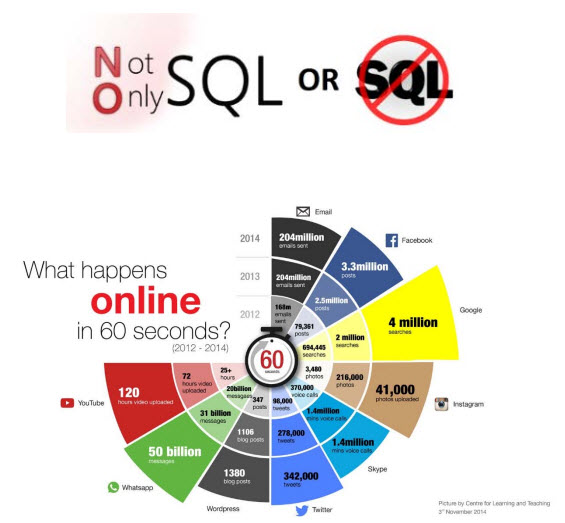 Not
Only SQL OR SQL
What happens
online
in 60 seconds?
(2012 - 2014)
2014
2013
2012
60
seconds
Email
204million
emails sent
204million
emails sent
168m
emails
sent
Facebook
3.3million
posts
2.5million
posts
79,361
posts
Google
4 million
searches
2 million
searches
694,445
searches
Instagram
41,000
photos uploaded
216,000
photos
3,480
photos
Skype
1.4million
mins voice calls
1.4million
mins voice calls
370,000
voice calls
Twitter
342,000
tweets
278,000
tweets
98,000
tweets
Wordpress
1380
blog posts
1106
blog posts
347
posts
Whatsapp
50 billion
messages
31 billion
messages
20billion
messgaes
YouTube
120
hours video uploaded
72
hours video
uploaded
25+
hours
Picture by Centre for Learning and Teaching
3rd November 2014